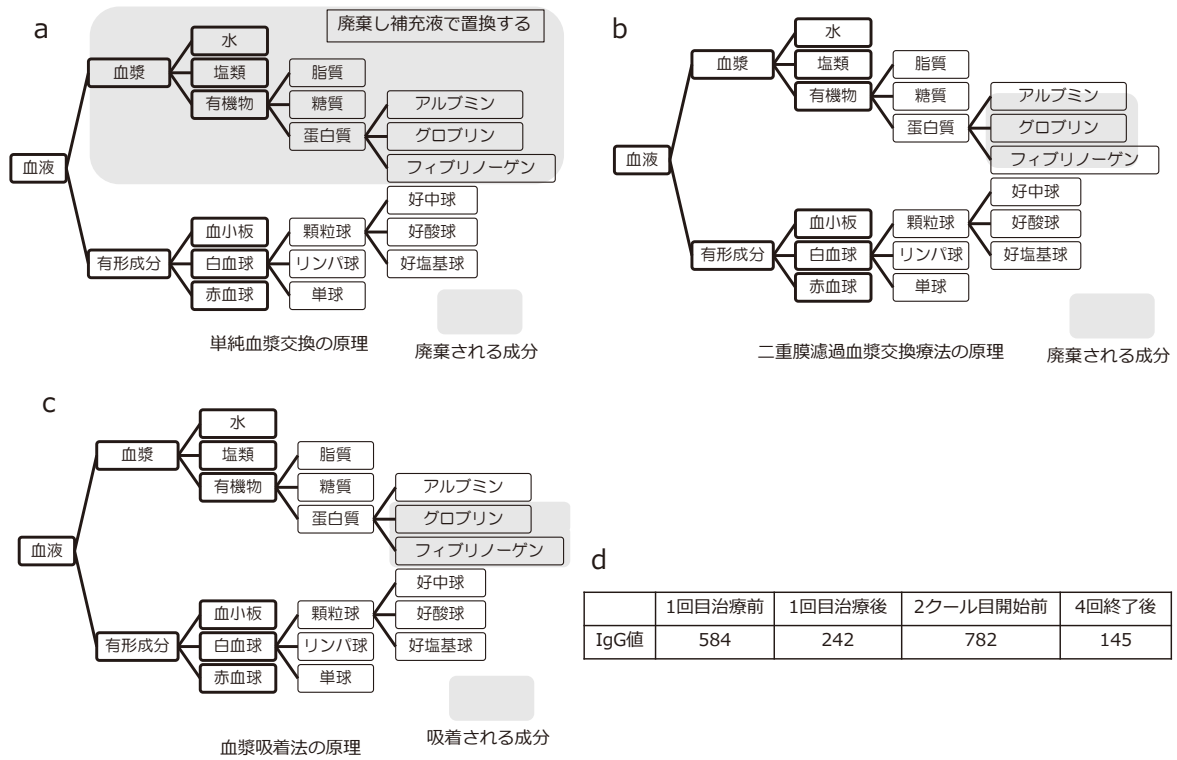 a
廃棄し補充液で置換する
水
血漿
塩類
脂質
有機物
糖質
アルブミン
蛋白質
グロブリン
血液
フィブリノーゲン
好中球
血小板
顆粒球
好酸球
有形成分
白血球
リンパ球
好塩基球
赤血球
単球
単純血漿交換の原理
廃棄される成分
b
水
血漿
塩類
脂質
有機物
糖質
アルブミン
蛋白質
グロブリン
血液
フィブリノーゲン
好中球
血小板
顆粒球
好酸球
有形成分
白血球
リンパ球
好塩基球
赤血球
単球
二重膜濾過血漿交換療法の原理
廃棄される成分
c
水
血漿
塩類
脂質
有機物
糖質
アルブミン
蛋白質
グロブリン
血液
フィブリノーゲン
好中球
血小板
顆粒球
好酸球
有形成分
白血球
リンパ球
好塩基球
赤血球
単球
血漿吸着法の原理
吸着される成分
d
1回目治療前 1回目治療後 2クール目開始前 4回終了後
IgG値 584 242 782 145